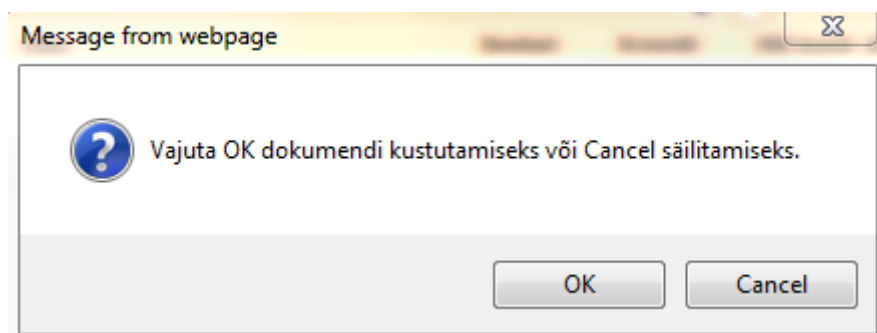 Message from webpage
Vajuta OK dokumendi kustutamiseks või Cancel säilitamiseks.
OK
Cancel